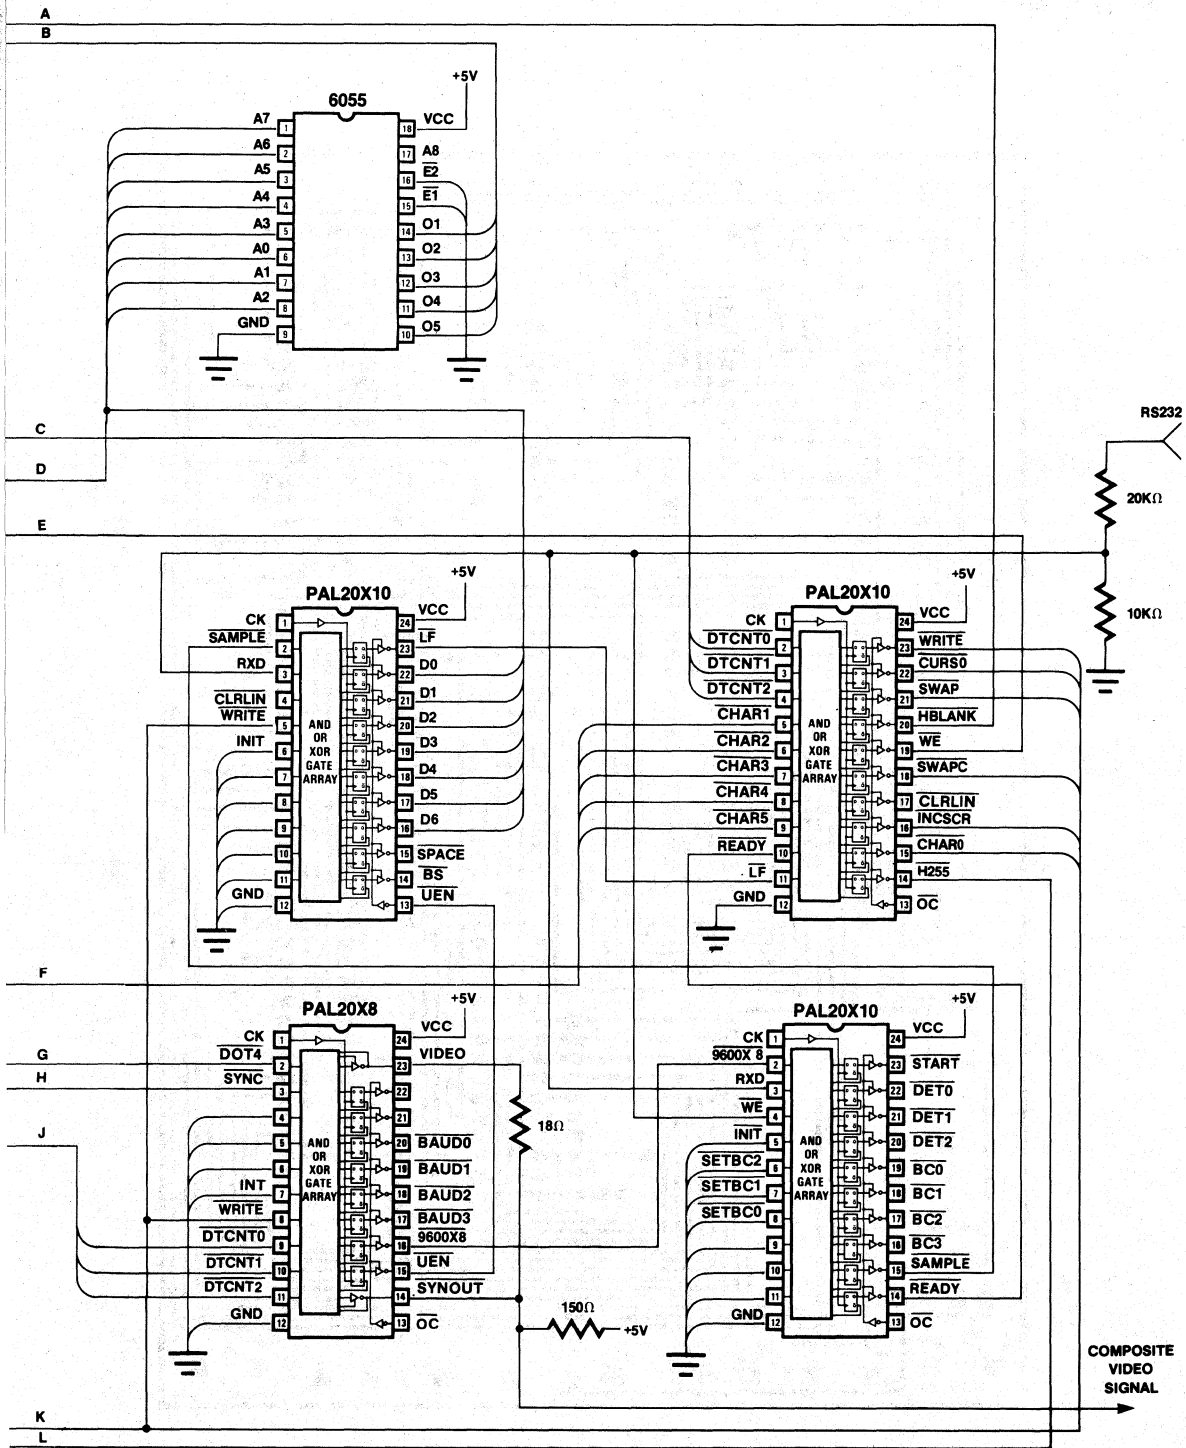 A
B
+5V
6055
A7 1 18 VCC
A6 2 17 A8
A5 3 16 E2
A4 4 15 E1
A3 5 14 O1
A0 6 13 O2
A1 7 12 O3
A2 8 11 O4
GND 9 10 O5
RS232
C
D
20KΩ
E
+5V
+5V
PAL20X10
PAL20X10
10KΩ
CK 1 24 VCC
SAMPLE 2 23 LF
RXD 3 22 D0
CLRLIN 4 21 D1
WRITE 5 20 D2
INIT 6 19 D3
7 18 D4
8 17 D5
9 16 D6
10 15 SPACE
11 14 BS
GND 12 13 UEN
AND
OR
XOR
GATE
ARRAY
CK 1 24 VCC
DTCNT0 2 23 WRITE
DTCNT1 3 22 CURS0
DTCNT2 4 21 SWAP
CHAR1 5 20 HBLANK
CHAR2 6 19 WE
CHAR3 7 18 SWAPC
CHAR4 8 17 CLRLIN
CHAR5 9 16 INCSCR
READY 10 15 CHAR0
LF 11 14 H255
GND 12 13 OC
AND
OR
XOR
GATE
ARRAY
F
+5V
+5V
PAL20X8
PAL20X10
G
H
J
CK 1 24 VCC
DOT4 2 23 VIDEO
SYNC 3 22
4 21
5 20 BAUD0
6 19 BAUD1
INT 7 18 BAUD2
WRITE 8 17 BAUD3
DTCNT0 9 16 9600X8
DTCNT1 10 15 UEN
DTCNT2 11 14 SYNOUT
GND 12 13 OC
AND
OR
XOR
GATE
ARRAY
18Ω
150Ω
+5V
CK 1 24 VCC
9600X 8 2 23 START
RXD 3 22 DET0
WE 4 21 DET1
INIT 5 20 DET2
SETBC2 6 19 BC0
SETBC1 7 18 BC1
SETBC0 8 17 BC2
9 16 BC3
10 15 SAMPLE
11 14 READY
GND 12 13 OC
AND
OR
XOR
GATE
ARRAY
COMPOSITE
VIDEO
SIGNAL
K
L